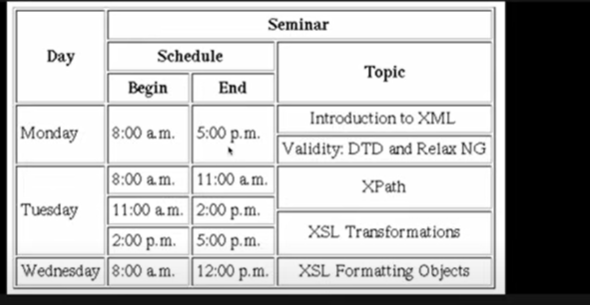 Seminar
Day
Schedule
Topic
Begin
End
Monday
8:00 a.m.
5:00 p.m.
Introduction to XML
Validity: DTD and Relax NG
Tuesday
8:00 a.m.
11:00 a.m.
XPath
11:00 a.m.
2:00 p.m.
XSL Transformations
2:00 p.m.
5:00 p.m.
Wednesday
8:00 a.m.
12:00 p.m.
XSL Formatting Objects